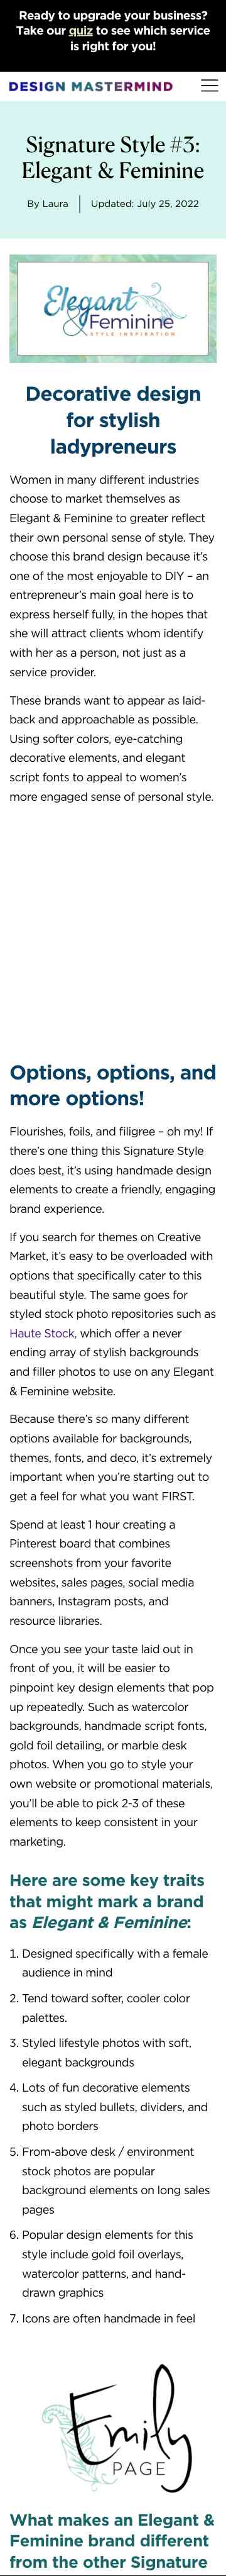 Ready to upgrade your business?
Take our quiz to see which service
is right for you!
DESIGN MASTERMIND
Signature Style #3:
Elegant & Feminine
By Laura
Updated: July 25, 2022
Elegant
& Feminine
STYLE INSPIRATION
Decorative design
for stylish
ladypreneurs
Women in many different industries
choose to market themselves as
Elegant & Feminine to greater reflect
their own personal sense of style. They
choose this brand design because it's
one of the most enjoyable to DIY – an
entrepreneur's main goal here is to
express herself fully, in the hopes that
she will attract clients whom identify
with her as a person, not just as a
service provider.
These brands want to appear as laid-
back and approachable as possible.
Using softer colors, eye-catching
decorative elements, and elegant
script fonts to appeal to women's
more engaged sense of personal style.
Options, options, and
more options!
Flourishes, foils, and filigree – oh my! If
there's one thing this Signature Style
does best, it's using handmade design
elements to create a friendly, engaging
brand experience.
If you search for themes on Creative
Market, it's easy to be overloaded with
options that specifically cater to this
beautiful style. The same goes for
styled stock photo repositories such as
Haute Stock, which offer a never
ending array of stylish backgrounds
and filler photos to use on any Elegant
& Feminine website.
Because there's so many different
options available for backgrounds,
themes, fonts, and deco, it's extremely
important when you're starting out to
get a feel for what you want FIRST.
Spend at least 1 hour creating a
Pinterest board that combines
screenshots from your favorite
websites, sales pages, social media
banners, Instagram posts, and
resource libraries.
Once you see your taste laid out in
front of you, it will be easier to
pinpoint key design elements that pop
up repeatedly. Such as watercolor
backgrounds, handmade script fonts,
gold foil detailing, or marble desk
photos. When you go to style your
own website or promotional materials,
you'll be able to pick 2-3 of these
elements to keep consistent in your
marketing.
Here are some key traits
that might mark a brand
as Elegant & Feminine:
1. Designed specifically with a female
audience in mind
2. Tend toward softer, cooler color
palettes.
3. Styled lifestyle photos with soft,
elegant backgrounds
4. Lots of fun decorative elements
such as styled bullets, dividers, and
photo borders
5. From-above desk / environment
stock photos are popular
background elements on long sales
pages
6. Popular design elements for this
style include gold foil overlays,
watercolor patterns, and hand-
drawn graphics
7. Icons are often handmade in feel
Emily
PAGE
What makes an Elegant &
Feminine brand different
from the other Signature